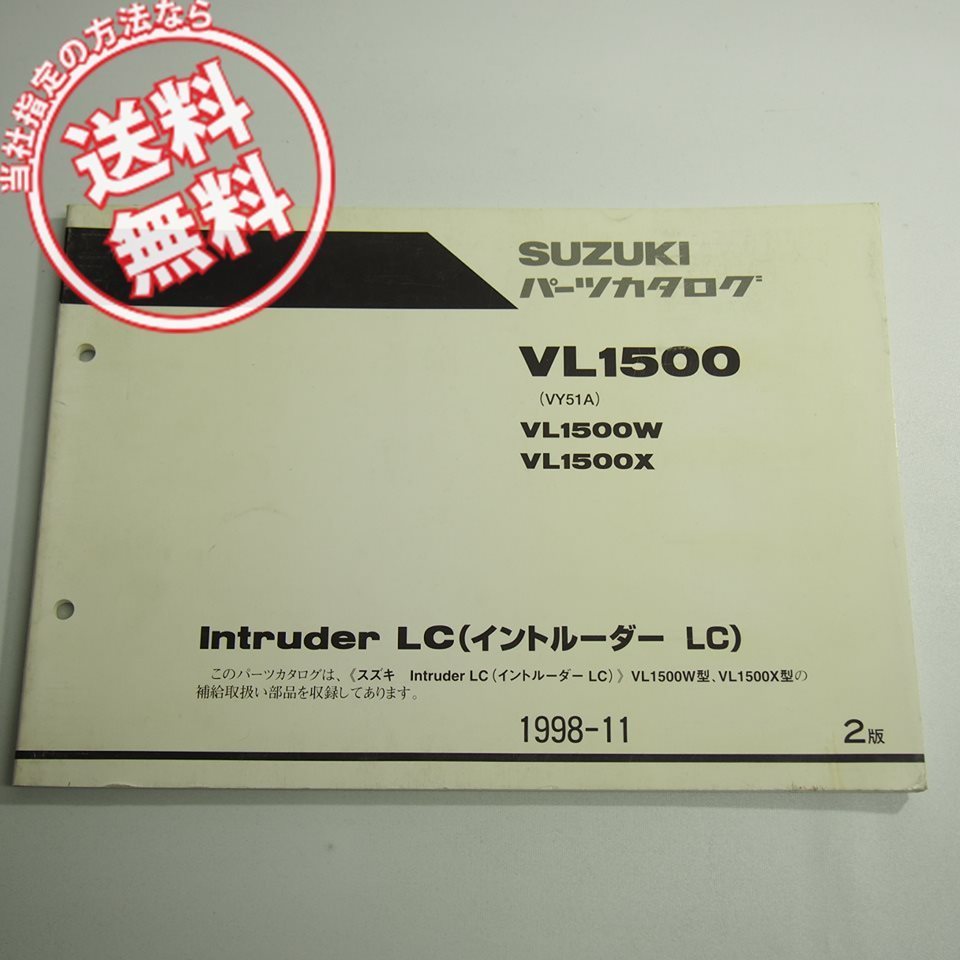 当社指定の方法なら
送料
無料
SUZUKI
パーツカタログ
VL1500
(VY51A)
VL1500W
VL1500X
Intruder LC(イントルーダー LC)
このパーツカタログは、《スズキ Intruder LC(イントルーダー LC)》VL1500W型、VL1500X型の
補給取扱い部品を収録してあります。
1998-11
2版